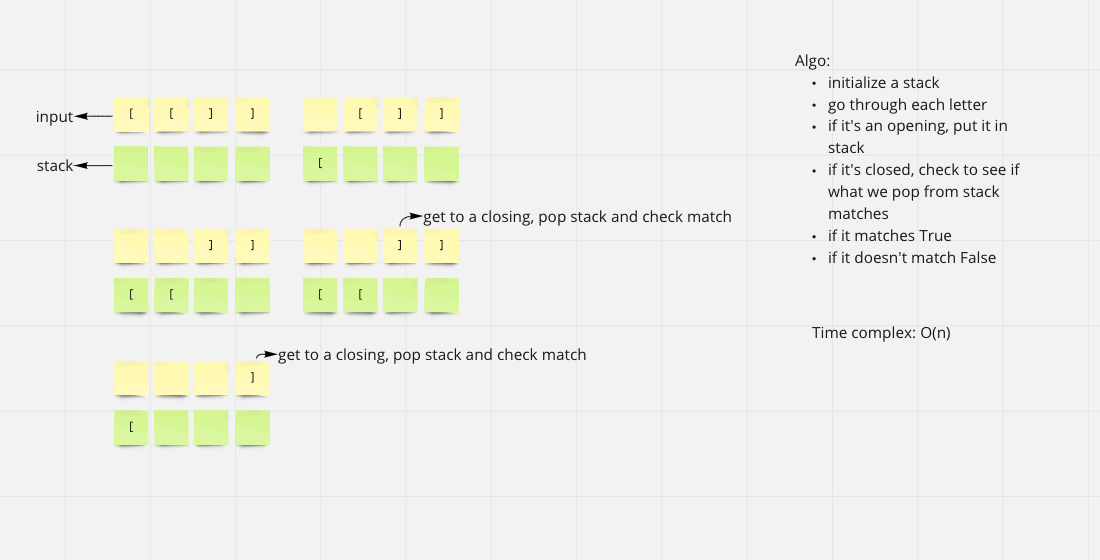 input
[ [ ] ]
[ ] ]
stack
[
get to a closing, pop stack and check match
] ]
] ]
[ [
[ [
get to a closing, pop stack and check match
]
[
Algo:
• initialize a stack
• go through each letter
• if it's an opening, put it in
stack
• if it's closed, check to see if
what we pop from stack
matches
• if it matches True
• if it doesn't match False
Time complex: O(n)